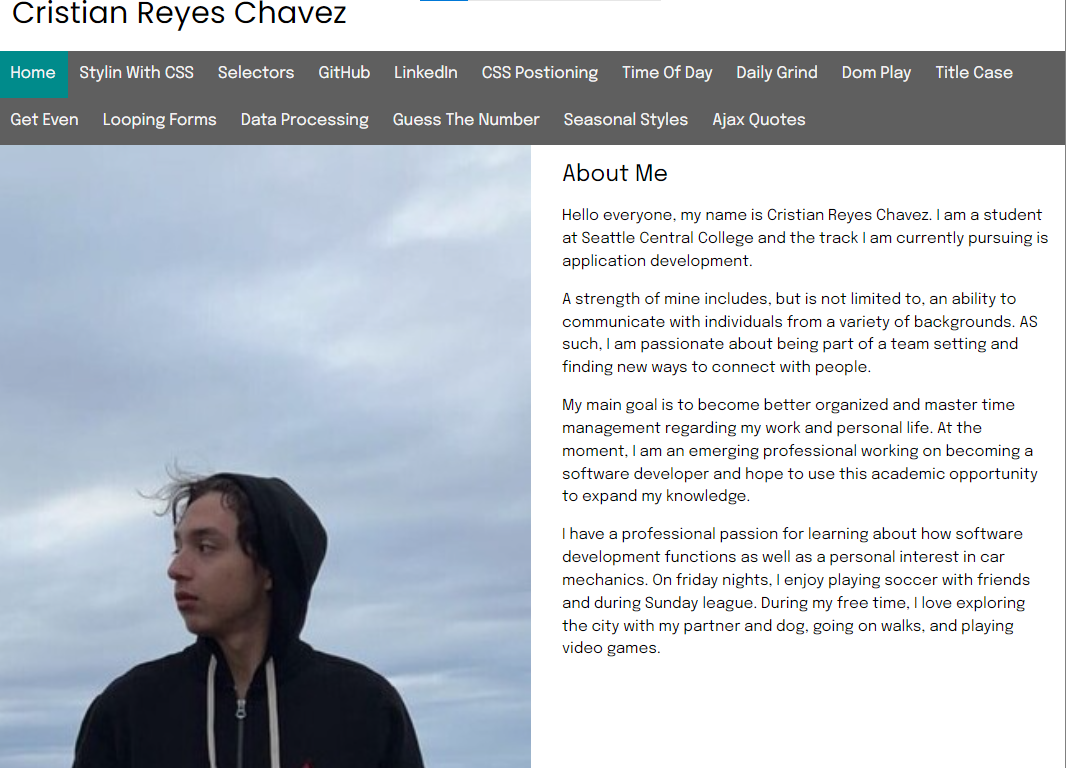 Cristian Reyes Chavez
Home Stylin With CSS Selectors GitHub LinkedIn CSS Postioning Time Of Day Daily Grind Dom Play Title Case
Get Even Looping Forms Data Processing Guess The Number Seasonal Styles Ajax Quotes
About Me
Hello everyone, my name is Cristian Reyes Chavez. I am a student
at Seattle Central College and the track I am currently pursuing is
application development.
A strength of mine includes, but is not limited to, an ability to
communicate with individuals from a variety of backgrounds. AS
such, I am passionate about being part of a team setting and
finding new ways to connect with people.
My main goal is to become better organized and master time
management regarding my work and personal life. At the
moment, I am an emerging professional working on becoming a
software developer and hope to use this academic opportunity
to expand my knowledge.
I have a professional passion for learning about how software
development functions as well as a personal interest in car
mechanics. On friday nights, I enjoy playing soccer with friends
and during Sunday league. During my free time, I love exploring
the city with my partner and dog, going on walks, and playing
video games.